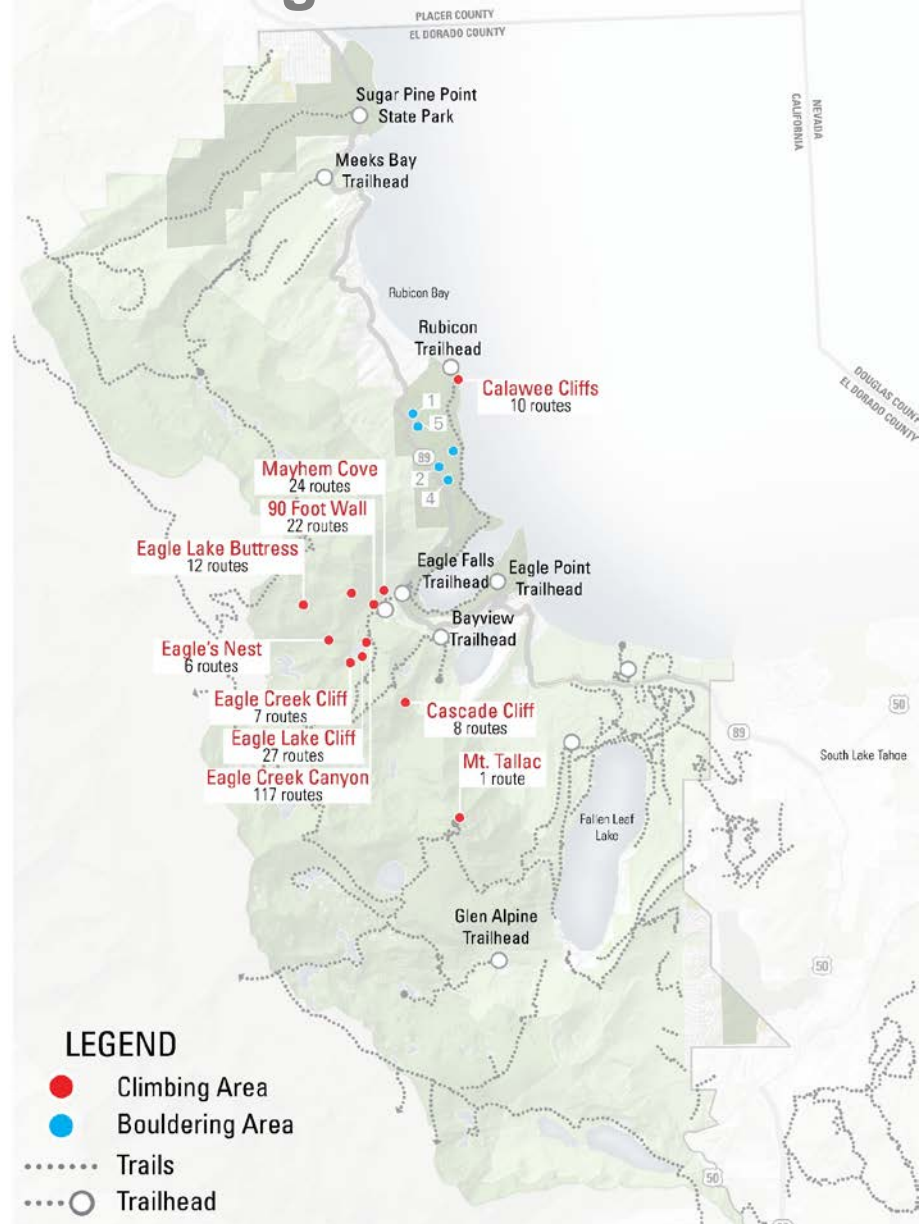 PLACER COUNTY
EL DORADO COUNTY
CALIFORNIA
NEVADA
Sugar Pine Point
State Park
Meeks Bay
Trailhead
Rubicon Bay
Rubicon
Trailhead
Calawee Cliffs
10 routes
DOUGLAS COUNTY
EL DORADO COUNTY
1
5
89
2
4
Mayhem Cove
24 routes
90 Foot Wall
22 routes
Eagle Lake Buttress
12 routes
Eagle Falls
Trailhead
Eagle Point
Trailhead
Bayview
Trailhead
Eagle's Nest
6 routes
Eagle Creek Cliff
7 routes
Eagle Lake Cliff
27 routes
Eagle Creek Canyon
117 routes
Cascade Cliff
8 routes
Mt. Tallac
1 route
50
89
South Lake Tahoe
Fallen Leaf
Lake
Glen Alpine
Trailhead
50
50
LEGEND
Climbing Area
Bouldering Area
Trails
Trailhead